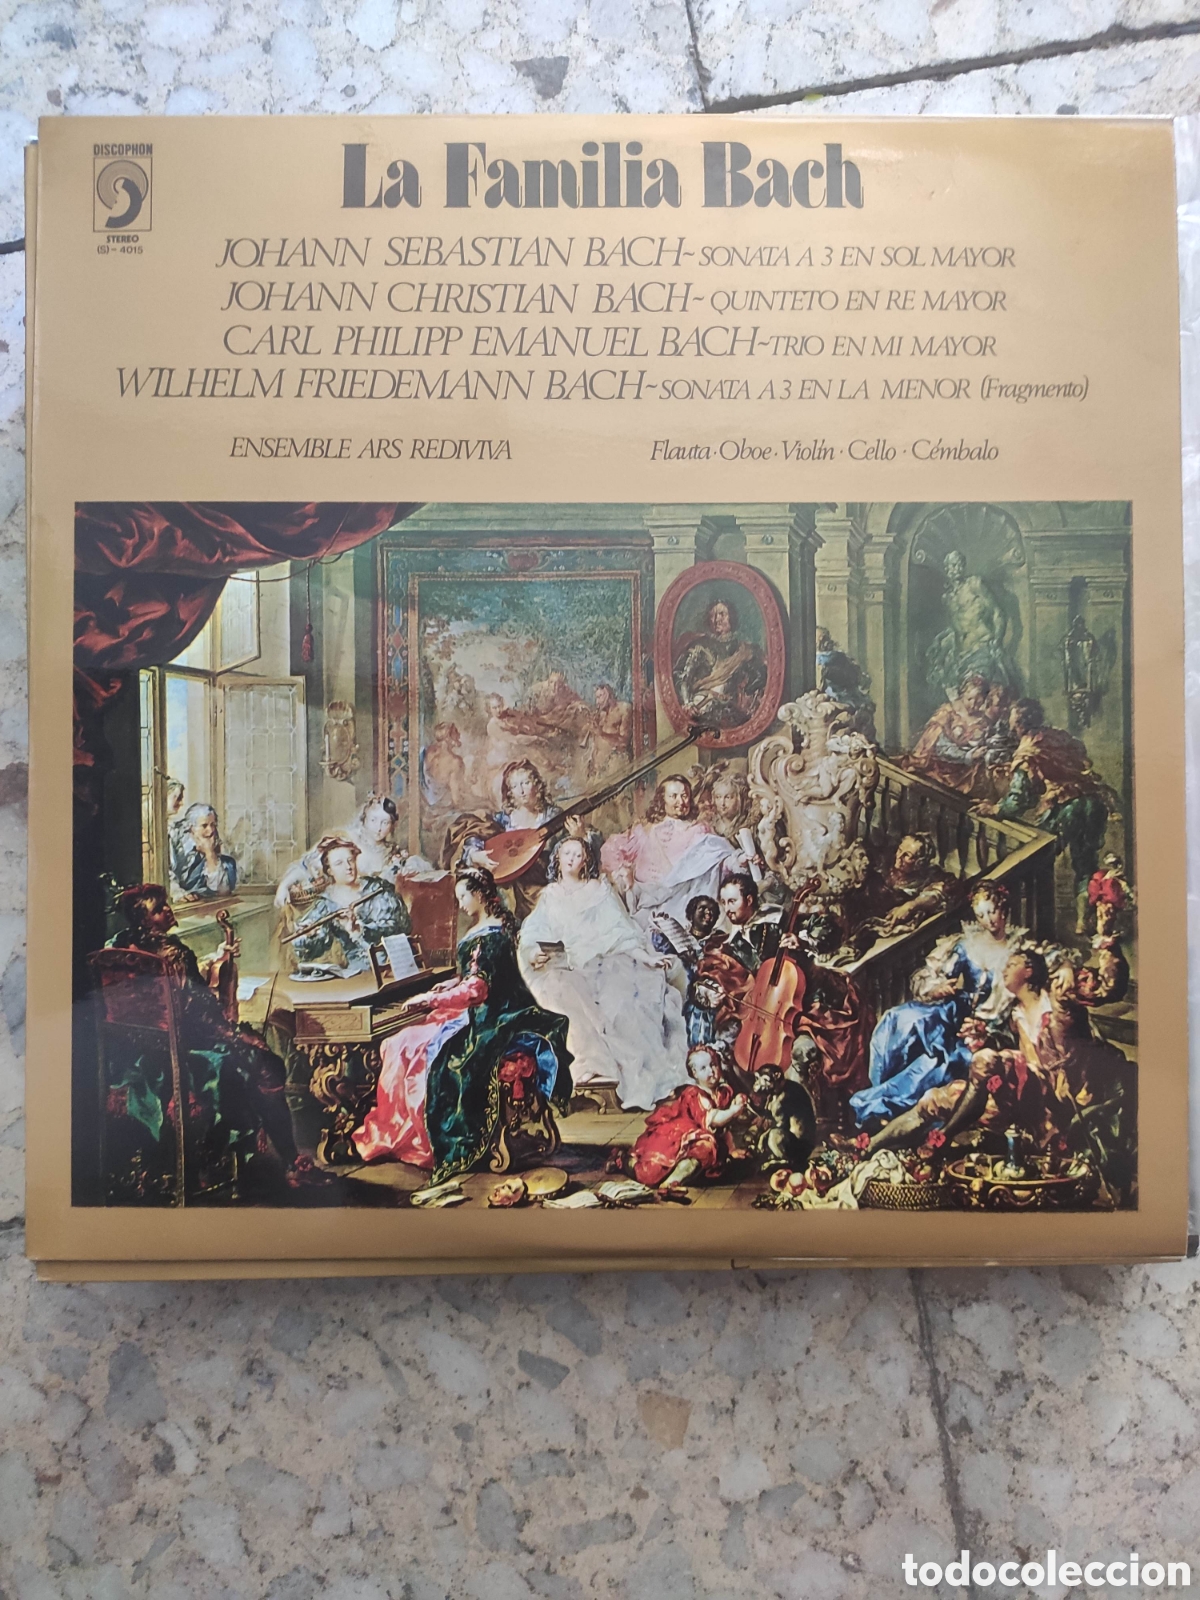 DISCOPHON
STEREO
(S) - 4015
La Familia Bach
JOHANN SEBASTIAN BACH~SONATA A 3 EN SOL MAYOR
JOHANN CHRISTIAN BACH~QUINTETO EN RE MAYOR
CARL PHILIPP EMANUEL BACH~TRIO EN MI MAYOR
WILHELM FRIEDEMANN BACH~SONATA A 3 EN LA MENOR (Fragmento)
ENSEMBLE ARS REDIVIVA Flauta · Oboe · Violín · Cello · Cémbalo
todocoleccion